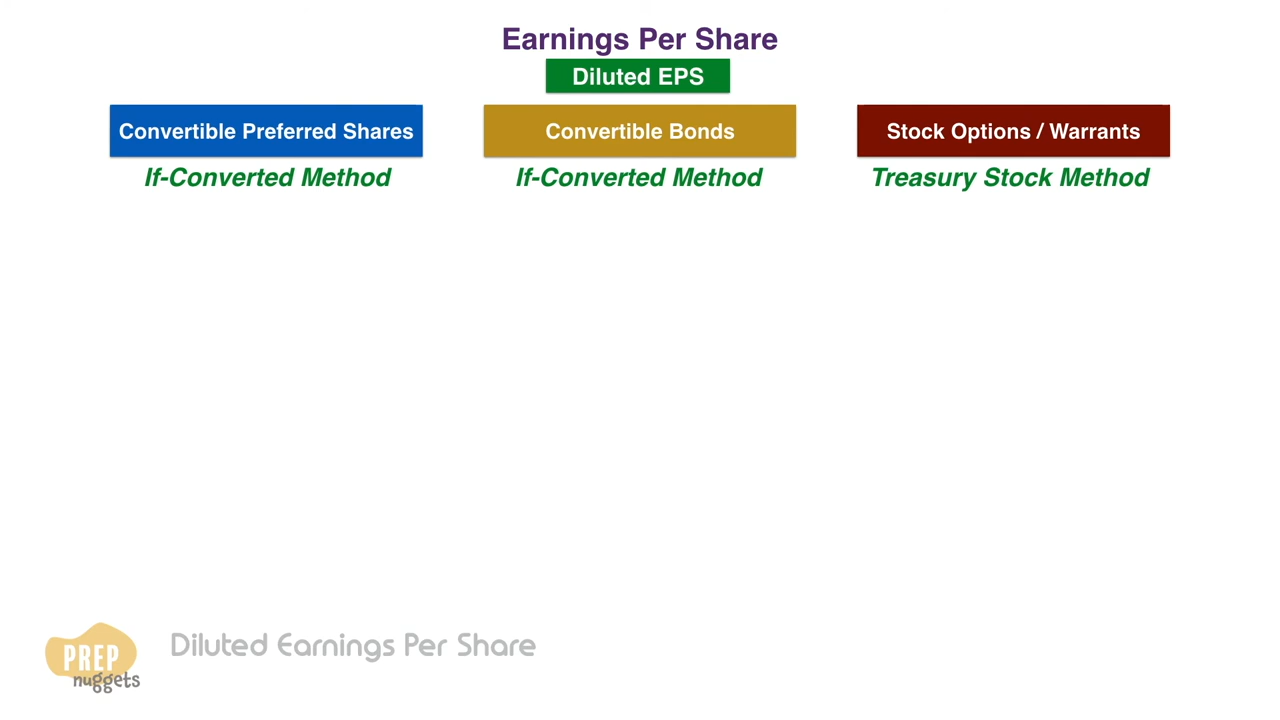 Earnings Per Share
Diluted EPS
Convertible Preferred Shares
Convertible Bonds
Stock Options / Warrants
If-Converted Method
If-Converted Method
Treasury Stock Method
PREP
nuggets
Diluted Earnings Per Share